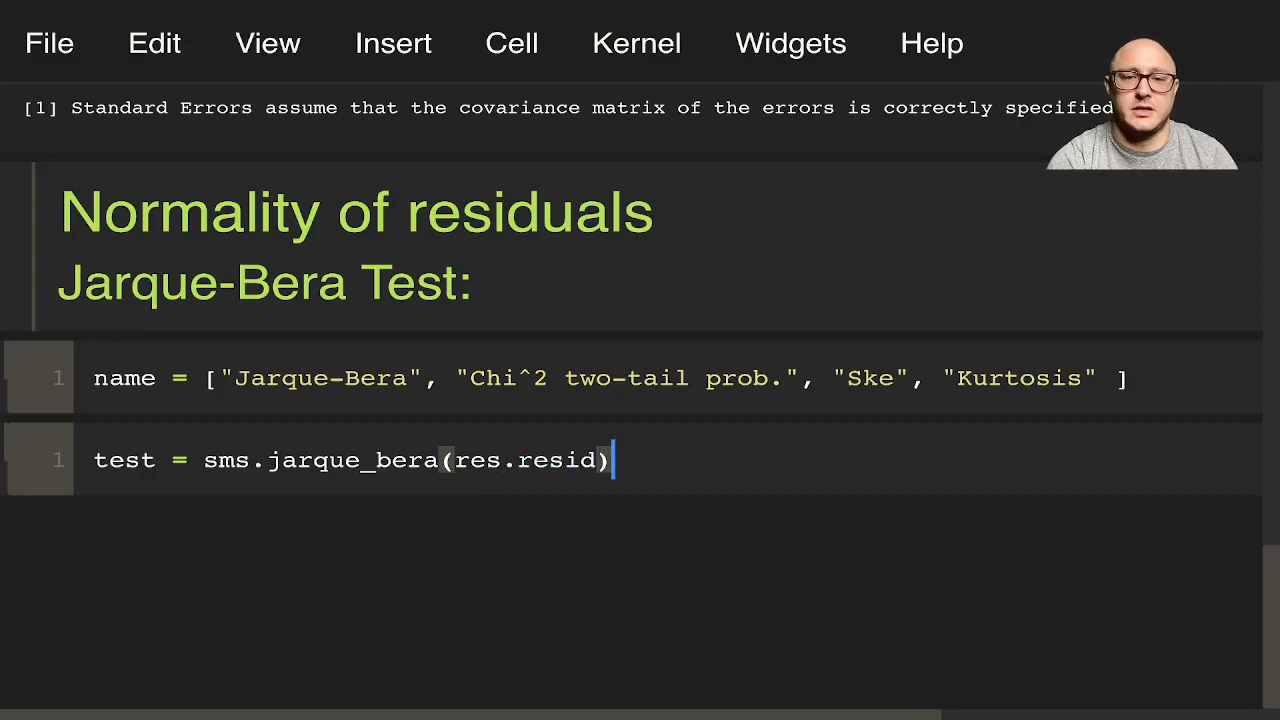 File Edit View Insert Cell Kernel Widgets Help
[1] Standard Errors assume that the covariance matrix of the errors is correctly specified
Normality of residuals
Jarque-Bera Test:
1 name = ["Jarque-Bera", "Chi^2 two-tail prob.", "Ske", "Kurtosis" ]
1 test = sms.jarque_bera(res.resid)